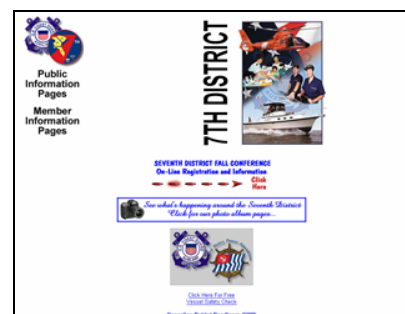 Public
Information
Pages
Member
Information
Pages
7TH DISTRICT
SEVENTH DISTRICT FALL CONFERENCE
On-Line Registration and Information
Click
Here
See what's happening around the Seventh District
Click for our photo album pages...
Click Here For Free
Vessel Safety Check